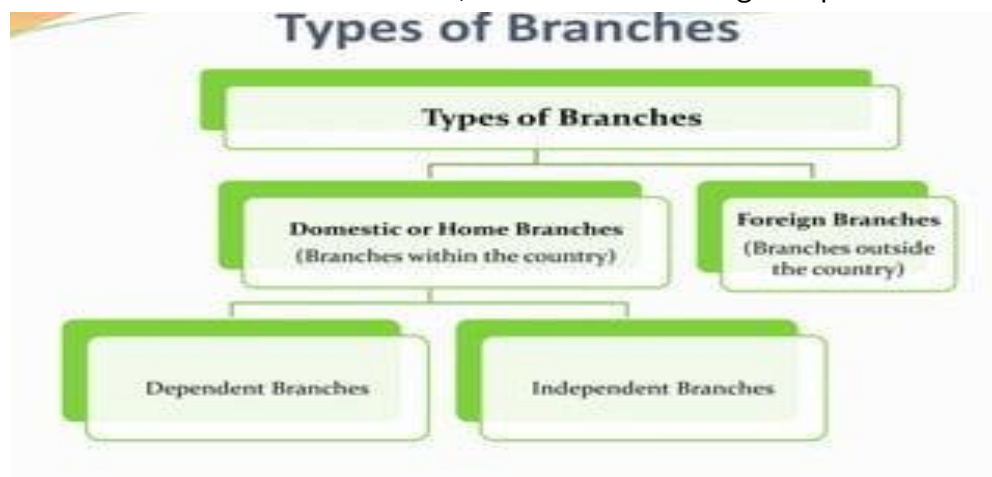 Types of Branches
Types of Branches
Domestic or Home Branches
(Branches within the country)
Foreign Branches
(Branches outside
the country)
Dependent Branches
Independent Branches